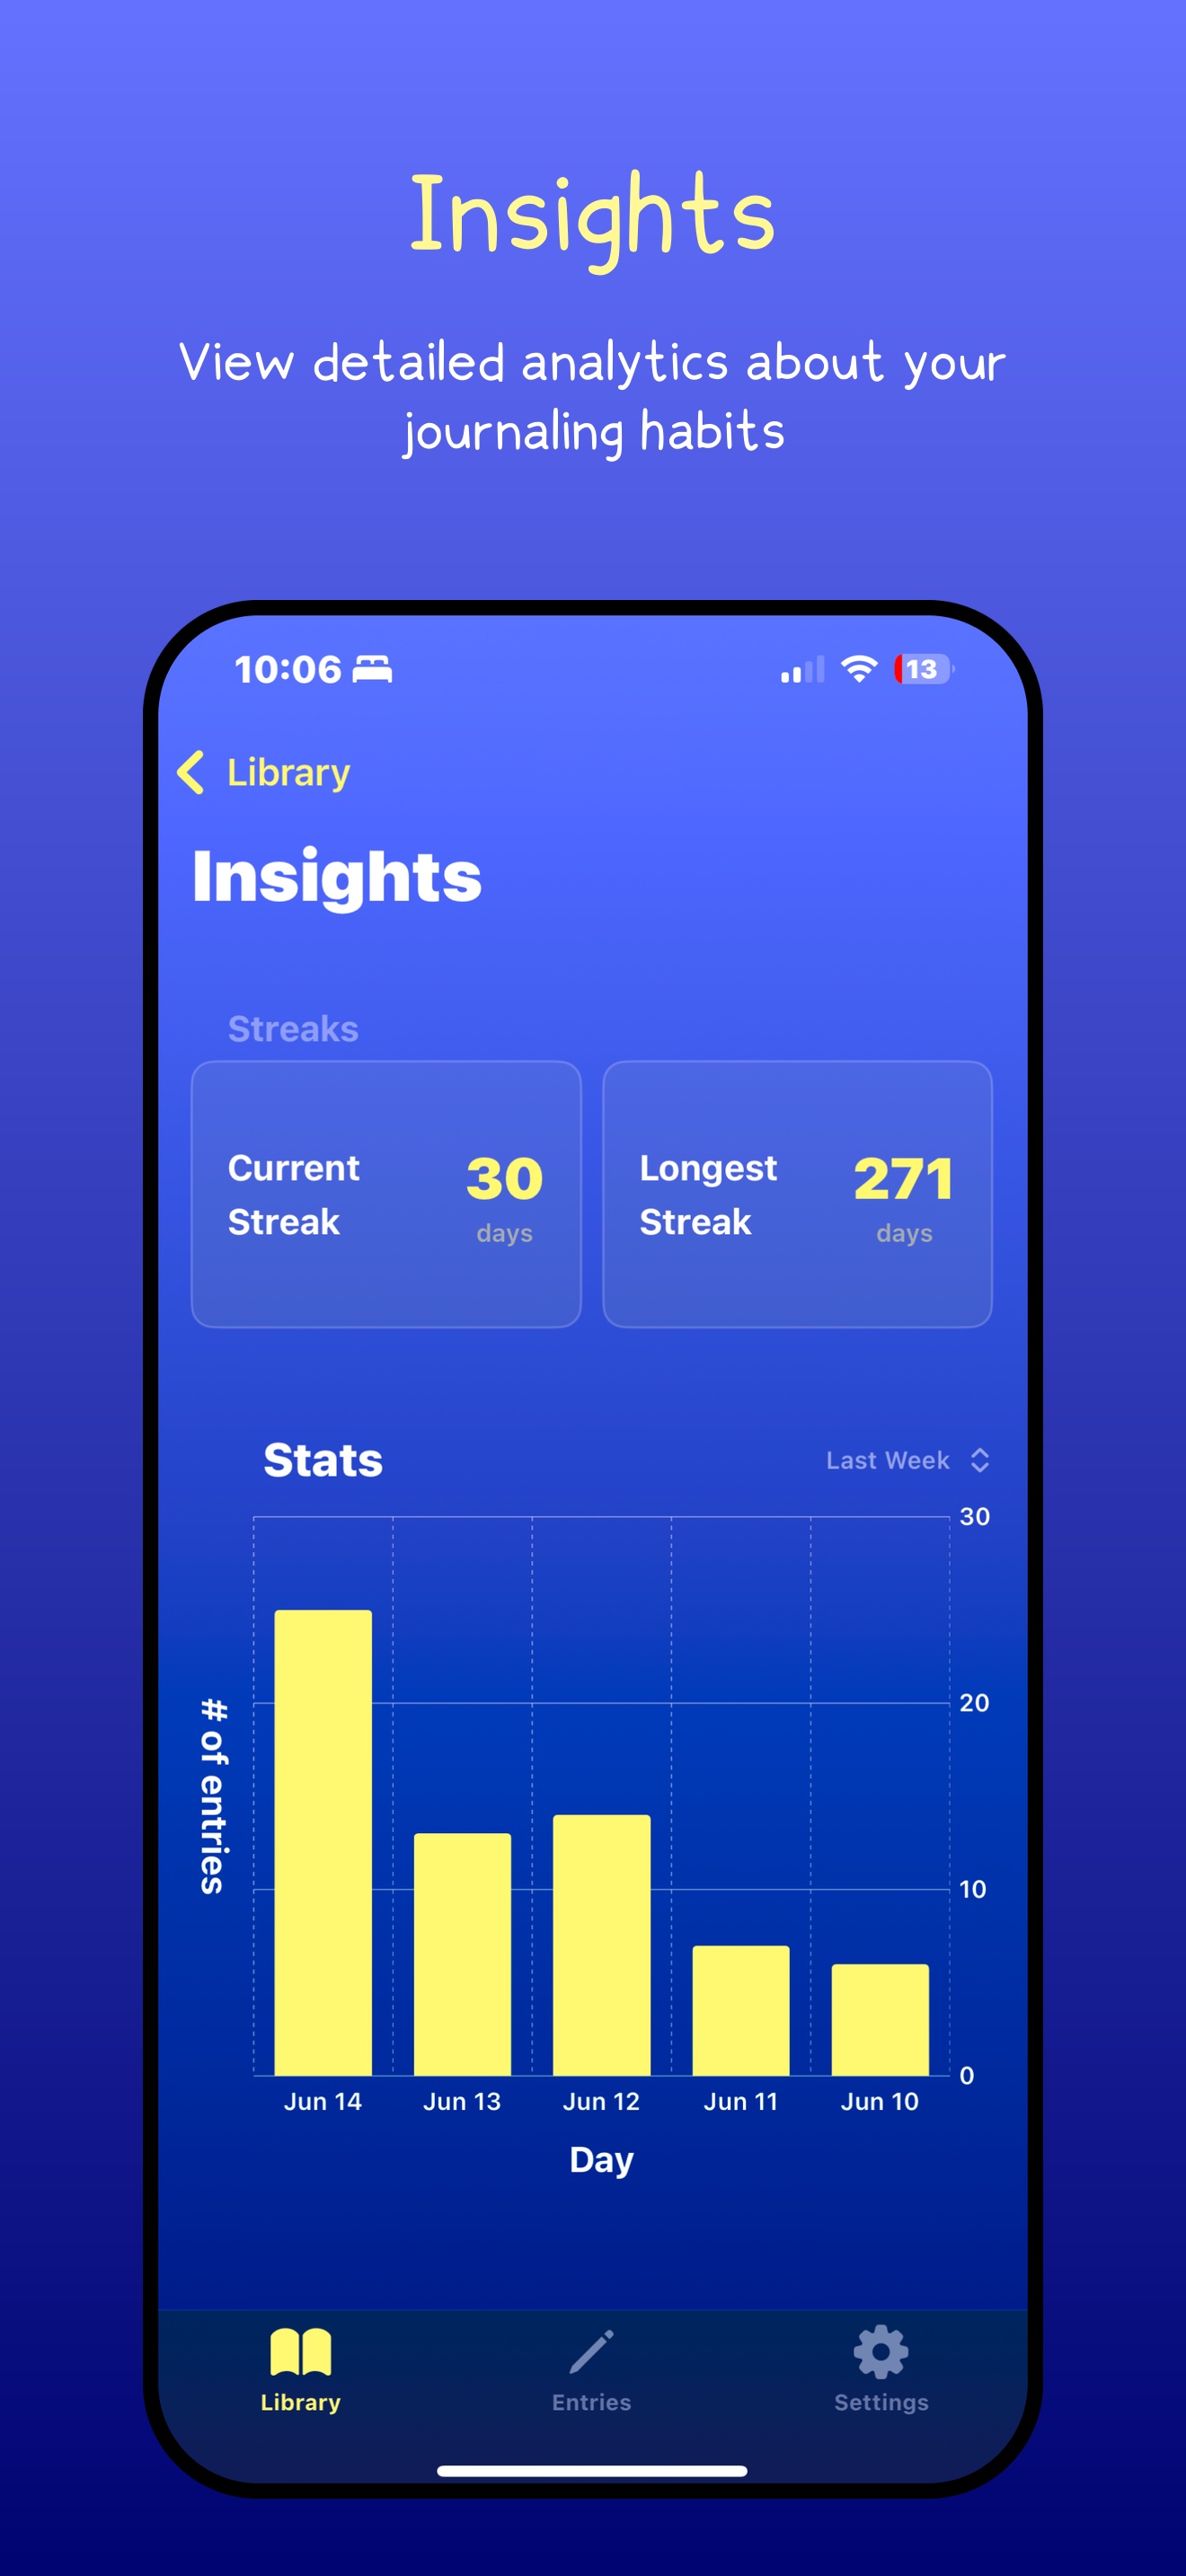 Insights
View detailed analytics about your
journaling habits
10:06
13
Library
Insights
Streaks
Current
Streak
30
days
Longest
Streak
271
days
Stats
Last Week
30
20
10
0
# of entries
Jun 14
Jun 13
Jun 12
Jun 11
Jun 10
Day
Library
Entries
Settings